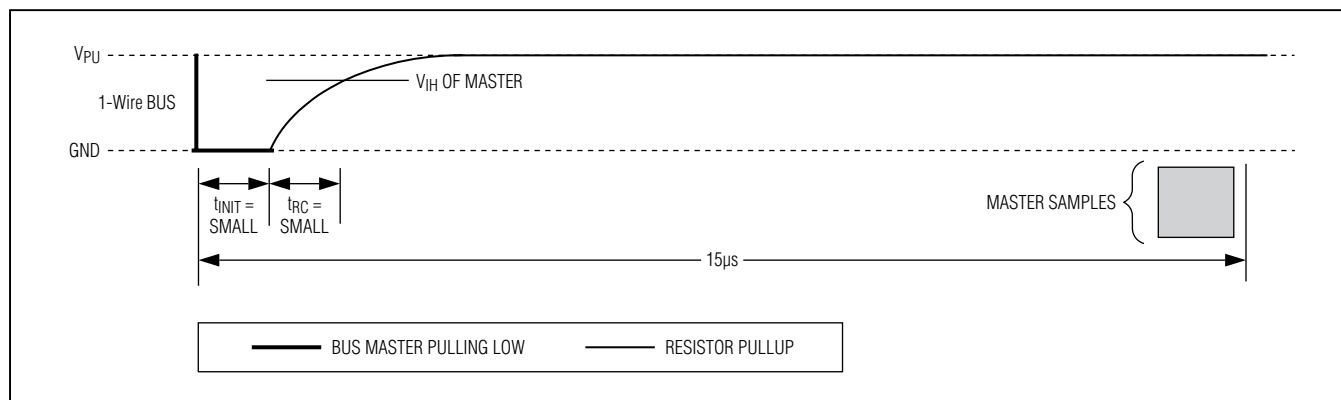 VPU
1-Wire BUS
VIH OF MASTER
GND
tINIT =
SMALL
tRC =
SMALL
MASTER SAMPLES
15µs
BUS MASTER PULLING LOW
RESISTOR PULLUP